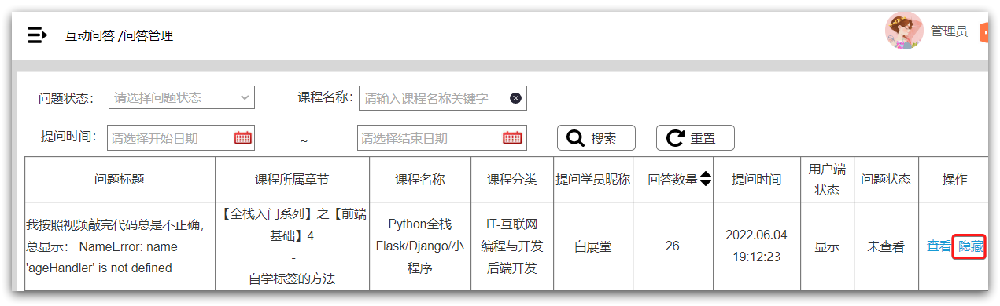 互动问答 /问答管理
管理员
问题状态： 请选择问题状态 课程名称： 请输入课程名称关键字
提问时间： 请选择开始日期 ~ 请选择结束日期 搜索 重置
问题标题 课程所属章节 课程名称 课程分类 提问学员昵称 回答数量 提问时间 用户端 问题状态 操作
状态
我按照视频敲完代码总是不正确，
总显示： NameError: name
'ageHandler' is not defined
【全栈入门系列】之【前端
基础】4
-
自学标签的方法
Python全栈
Flask/Django/小
程序
IT-互联网
编程与开发
后端开发
白展堂
26
2022.06.04
19:12:23
显示
未查看
查看 隐藏